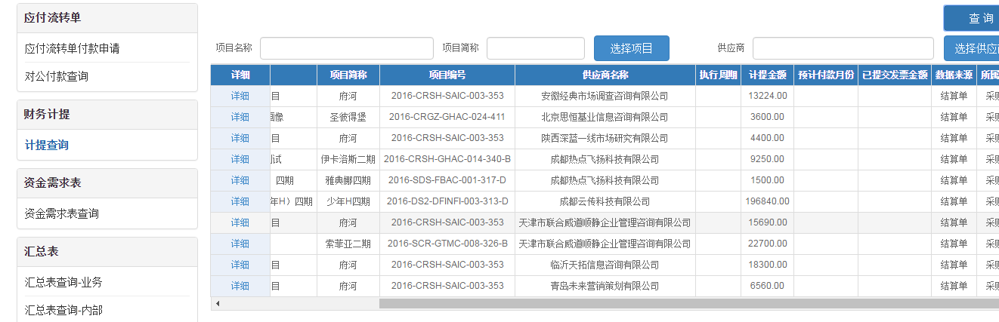 应付流转单
应付流转单付款申请
对公付款查询
财务计提
计提查询
资金需求表
资金需求表查询
汇总表
汇总表查询-业务
汇总表查询-内部
查 询
项目名称 项目简称 选择项目 供应商 选择供应商
详细 项目简称 项目编号 供应商名称 执行周期 计提金额 预计付款月份 已提交发票金额 数据来源 所属
详细 目 府河 2016-CRSH-SAIC-003-353 安徽经典市场调查咨询有限公司 13224.00 结算单 采购
详细 画像 圣彼得堡 2016-CRGZ-GHAC-024-411 北京思恒基业信息咨询有限公司 3600.00 结算单 采购
详细 目 府河 2016-CRSH-SAIC-003-353 陕西深蓝一线市场研究有限公司 4400.00 结算单 采购
详细 测试 伊卡洛斯二期 2016-CRSH-GHAC-014-340-B 成都热点飞扬科技有限公司 9250.00 结算单 采购
详细 四期 雅典娜四期 2016-SDS-FBAC-001-317-D 成都热点飞扬科技有限公司 1500.00 结算单 采购
详细 年H）四期 少年H四期 2016-DS2-DFINFI-003-313-D 成都云传科技有限公司 196840.00 结算单 采购
详细 目 府河 2016-CRSH-SAIC-003-353 天津市联合威道顺静企业管理咨询有限公司 15690.00 结算单 采购
详细 索菲亚二期 2016-SCR-GTMC-008-326-B 天津市联合威道顺静企业管理咨询有限公司 22700.00 结算单 采购
详细 目 府河 2016-CRSH-SAIC-003-353 临沂天拓信息咨询有限公司 18300.00 结算单 采购
详细 目 府河 2016-CRSH-SAIC-003-353 青岛未来营销策划有限公司 6560.00 结算单 采购